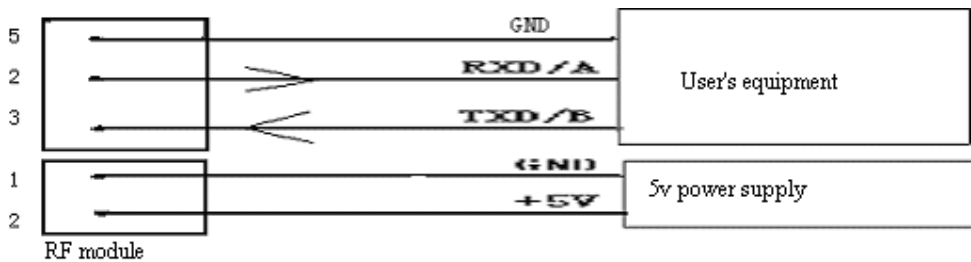 5 GND
2 RXD/A User's equipment
3 TXD/B
1 GND 5v power supply
2 +5V
RF module